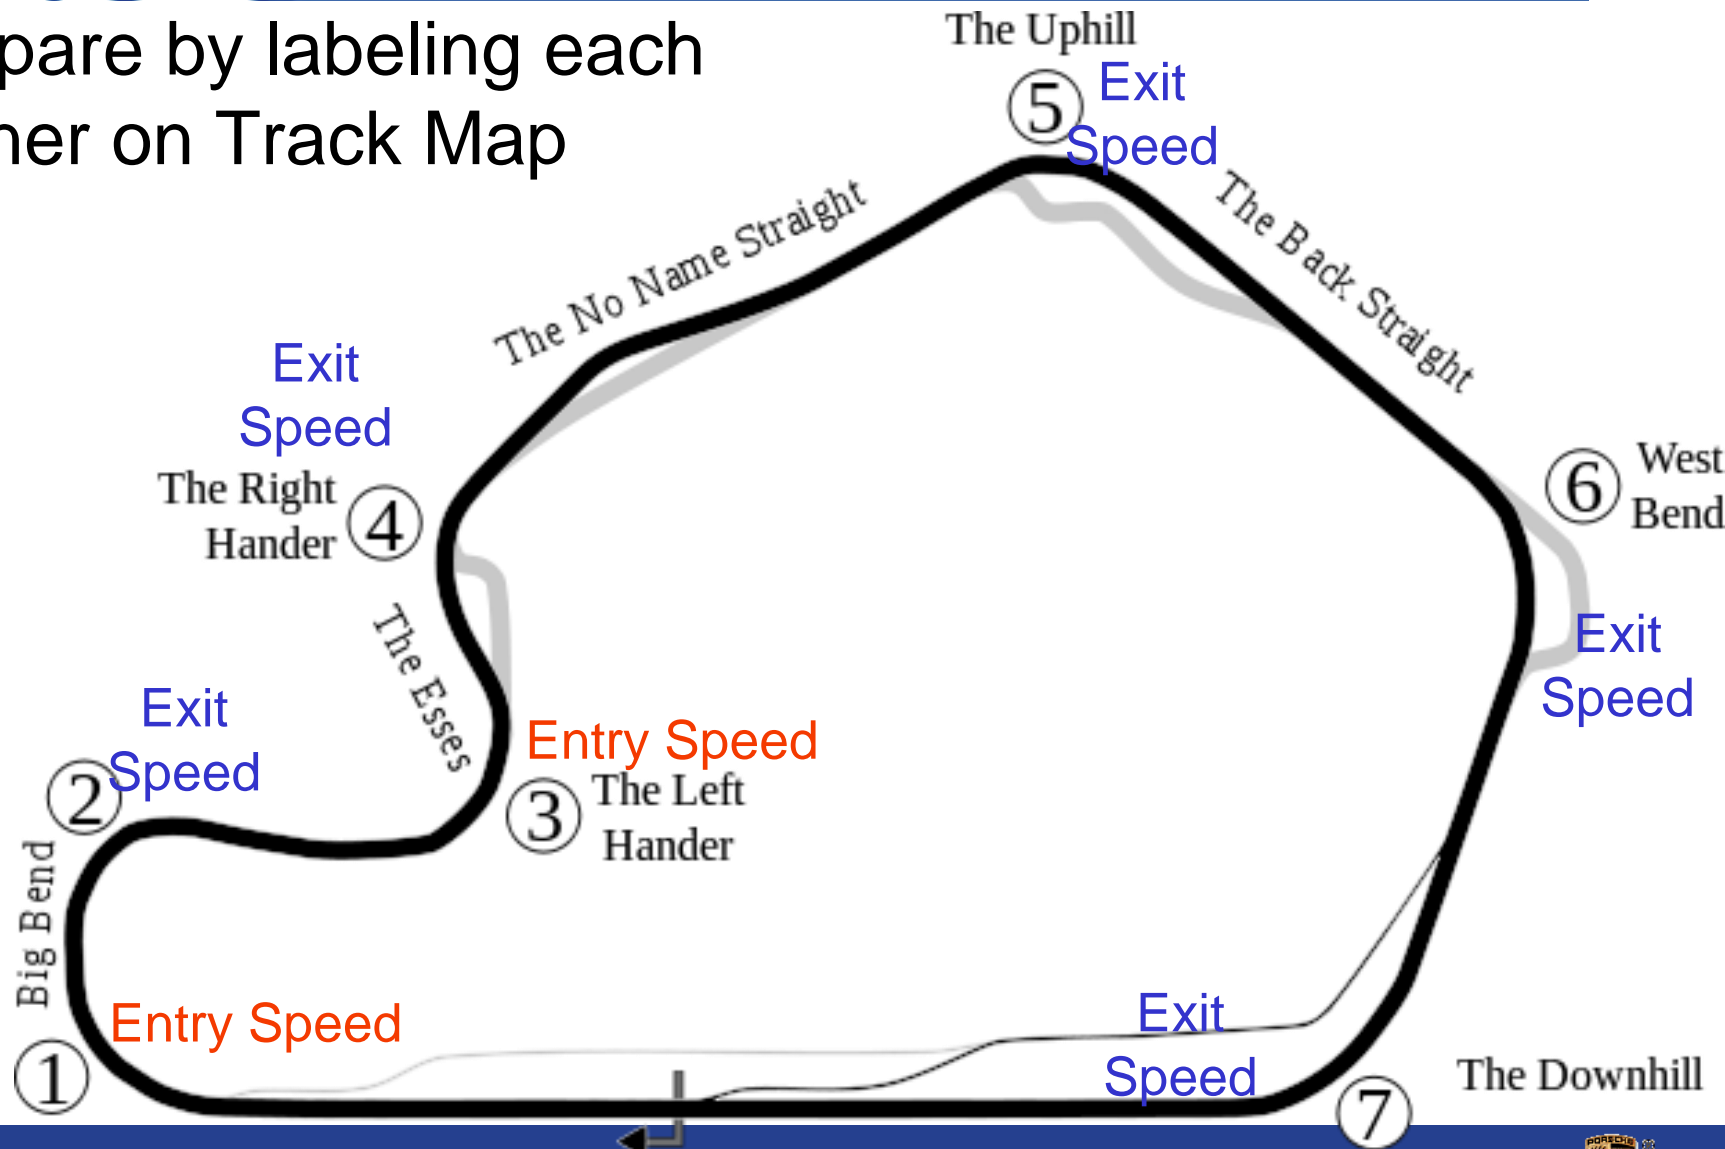 pare by labeling each
ner on Track Map
The Uphill
5
Exit
Speed
The No Name Straight
The Back Straight
Exit
Speed
The Right
Hander
4
6
West
Bend
The Esses
Exit
Speed
Exit
Speed
2
Entry Speed
3
The Left
Hander
Big Bend
Entry Speed
1
Exit
Speed
The Downhill
7
PORSCHE